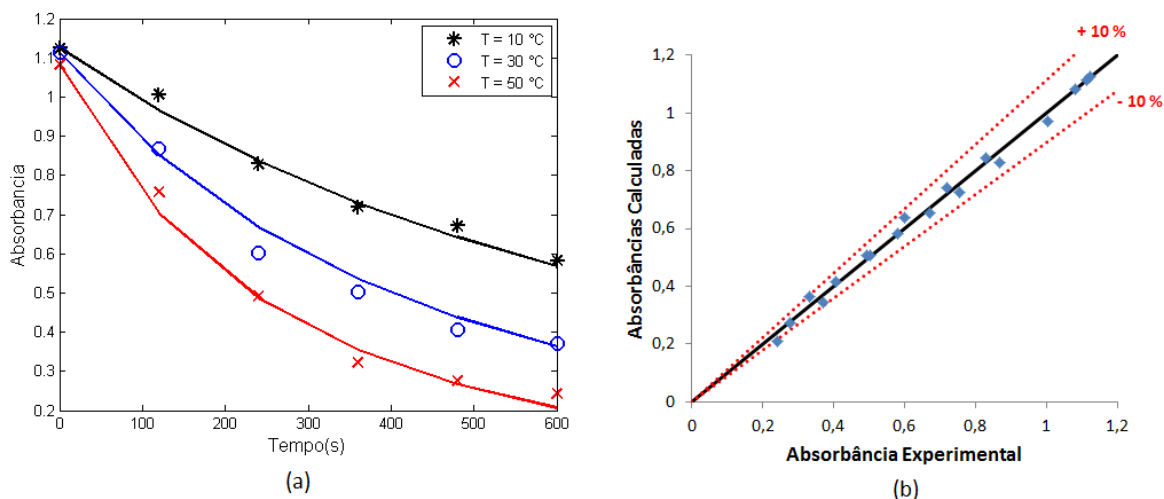 1.2
1.1
1
0.9
0.8
0.7
0.6
0.5
0.4
0.3
0.2
Absorbancia
0 100 200 300 400 500 600
Tempo(s)
T = 10 °C
T = 30 °C
T = 50 °C
(a)
+ 10 %
- 10 %
1,2
1
0,8
0,6
0,4
0,2
0
Absorbâncias Calculadas
0 0,2 0,4 0,6 0,8 1 1,2
Absorbância Experimental
(b)